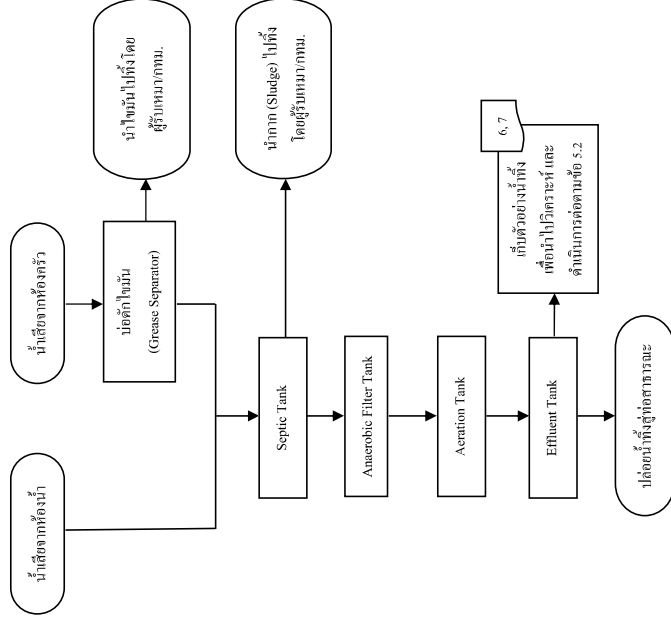 น้ำเสียจากห้องน้ำ
น้ำเสียจากห้องครัว
บ่อดักไขมัน
(Grease Separator)
นำไขมันไปทิ้งโดย
ผู้รับเหมา/กทม.
Septic Tank
นำกาก (Sludge) ไปทิ้ง
โดยผู้รับเหมา/กทม.
Anaerobic Filter Tank
Aeration Tank
Effluent Tank
6, 7
เก็บตัวอย่างน้ำทิ้ง
เพื่อนำไปวิเคราะห์ และ
ดำเนินการต่อตามข้อ 5.2
ปล่อยน้ำทิ้งสู่ท่อสาธารณะ